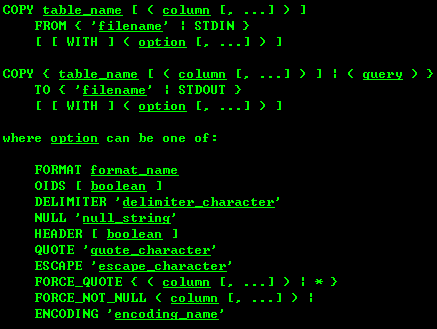 COPY table_name [ ( column [, ...] ) ]
FROM { 'filename' | STDIN }
[ [ WITH ] ( option [, ...] ) ]
COPY { table_name [ ( column [, ...] ) ] | ( query ) }
TO { 'filename' | STDOUT }
[ [ WITH ] ( option [, ...] ) ]
where option can be one of:
FORMAT format_name
OIDS [ boolean ]
DELIMITER 'delimiter_character'
NULL 'null_string'
HEADER [ boolean ]
QUOTE 'quote_character'
ESCAPE 'escape_character'
FORCE_QUOTE { ( column [, ...] ) | * }
FORCE_NOT_NULL ( column [, ...] ) |
ENCODING 'encoding_name'